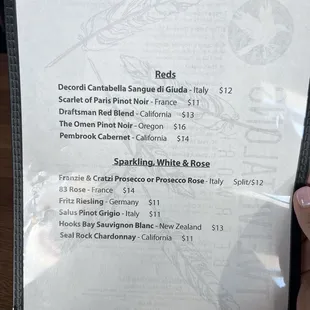 Reds
Decordi Cantabella Sangue di Giuda - Italy $12
Scarlet of Paris Pinot Noir - France $11
Draftsman Red Blend - California $13
The Omen Pinot Noir - Oregon $16
Pembrook Cabernet - California $14
Sparkling, White & Rose
Franzie & Cratzi Prosecco or Prosecco Rose - Italy Split/$12
83 Rose - France $14
Fritz Riesling - Germany $11
Salus Pinot Grigio - Italy $11
Hooks Bay Sauvignon Blanc - New Zealand $13
Seal Rock Chardonnay - California $11